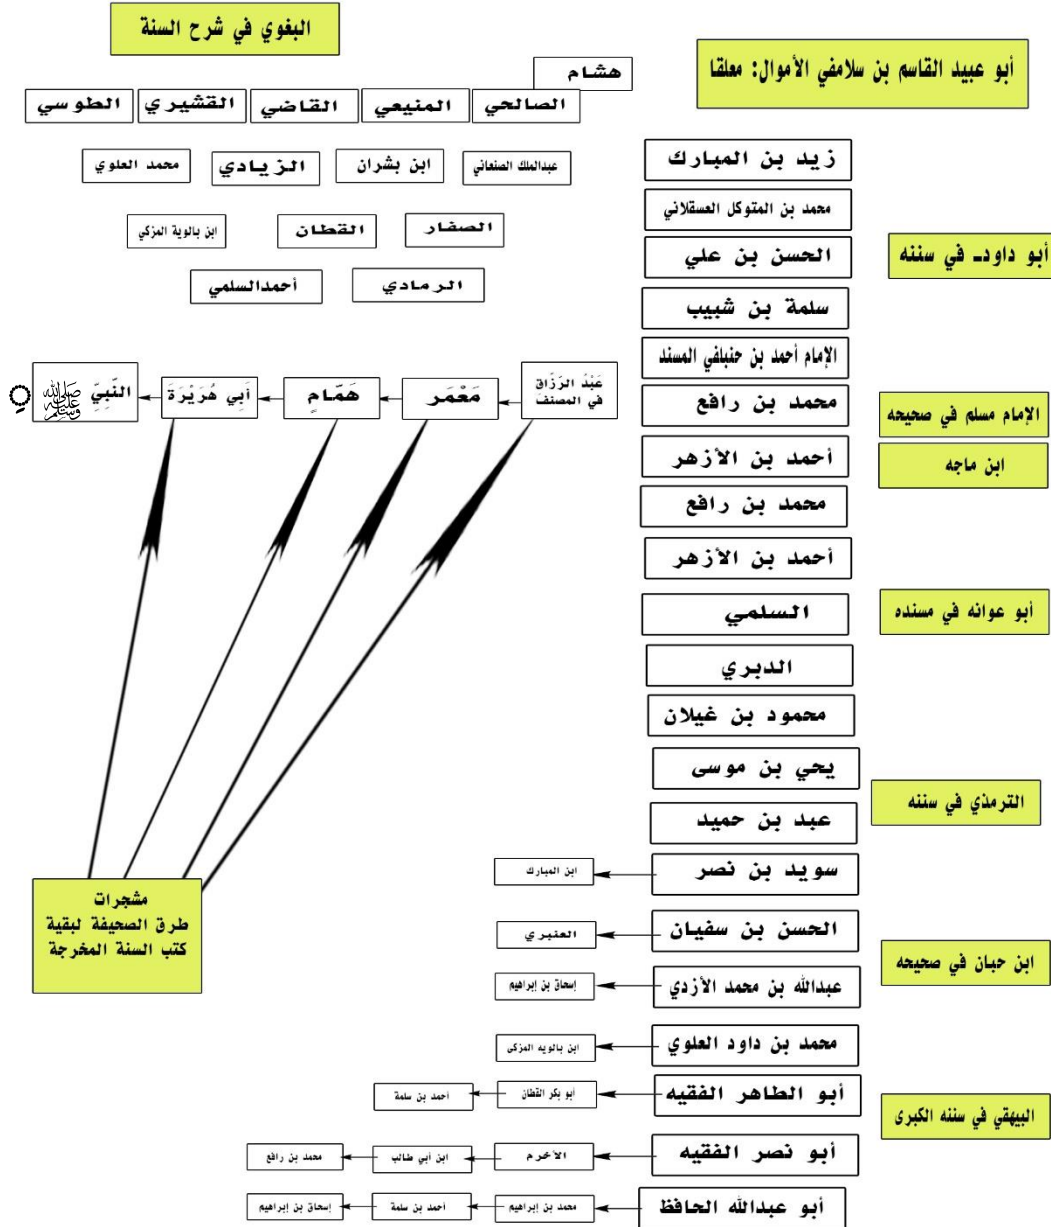 البغوي في شرح السنة
أبو عبيد القاسم بن سلامفي الأموال: معلقا
هشام
الصالحي
المنيعي
القاضي
القشيري
الطوسي
عبدالملك الصنعاني
ابن بشران
الزيادي
محمد العلوي
الصفار
القطان
ابن بالوية المزكي
الرمادي
أحمدالسلمي
عَبْدُ الرَّزَّاقِ
في المصنف
مَعْمَر
هَمَّامٍ
أَبِي هُرَيْرَةَ
النَّبِيِّ ﷺ
زيد بن المبارك
محمد بن المتوكل العسقلاني
الحسن بن علي
أبو داودـ في سننه
سلمة بن شبيب
الإمام أحمد بن حنبلفي المسند
محمد بن رافع
الإمام مسلم في صحيحه
أحمد بن الأزهر
ابن ماجه
محمد بن رافع
أحمد بن الأزهر
السلمي
أبو عوانه في مسنده
الدبري
محمود بن غيلان
يحي بن موسى
الترمذي في سننه
عبد بن حميد
سويد بن نصر
ابن المبارك
الحسن بن سفيان
العنبري
ابن حبان في صحيحه
عبدالله بن محمد الأزدي
إسحاق بن إبراهيم
محمد بن داود العلوي
ابن بالويه المزكى
أبو الطاهر الفقيه
أبو بكر القطان
أحمد بن سلمة
البيهقي في سننه الكبرى
أبو نصر الفقيه
الأخرم
ابن أبي طالب
محمد بن رافع
أبو عبدالله الحافظ
محمد بن إبراهيم
أحمد بن سلمة
إسحاق بن إبراهيم
مشجرات
طرق الصحيفة لبقية
كتب السنة المخرجة